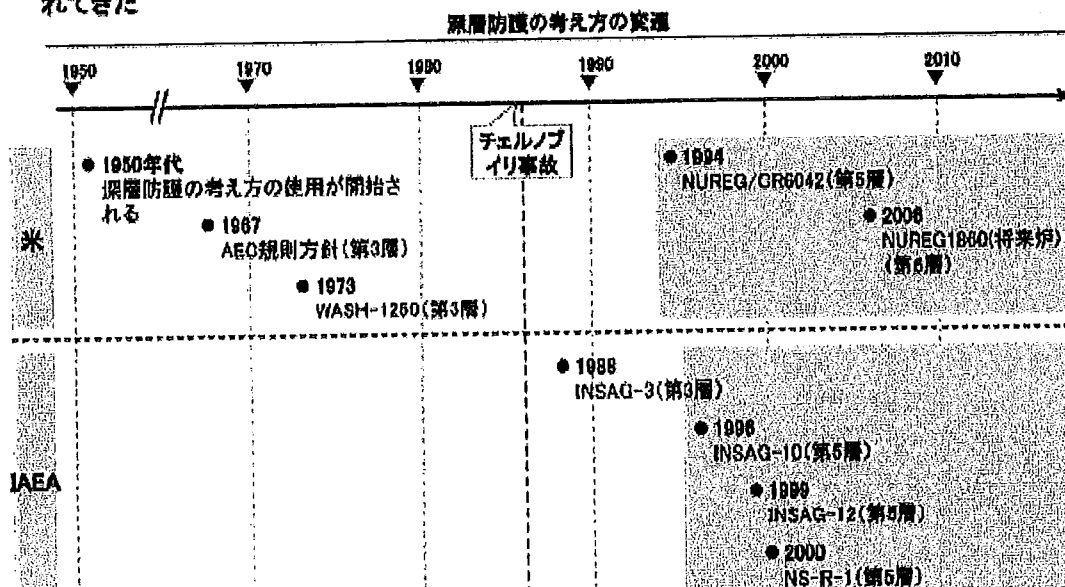 れてきた
深層防護の考え方の変遷
1950
1970
1980
1990
2000
2010
チェルノブ
イリ事故
米
1950年代
深層防護の考え方の使用が開始さ
れる
1967
AEC規則方針(第3層)
1973
WASH-1250(第3層)
1994
NUREG/CR6042(第5層)
2006
NUREG1860(将来炉)
(第6層)
IAEA
1988
INSAG-3(第3層)
1996
INSAG-10(第5層)
1999
INSAG-12(第5層)
2000
NS-R-1(第5層)